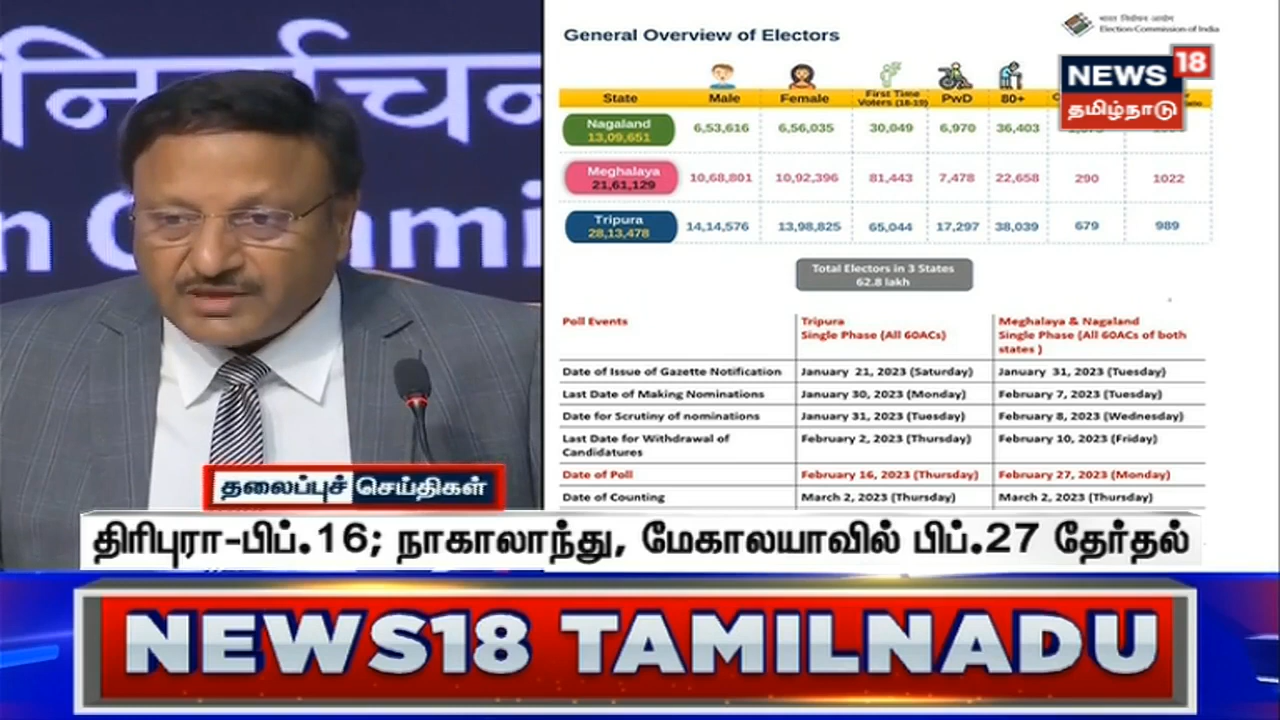 निर्वाचन
n Commi
General Overview of Electors
भारत निर्वाचन आयोग
Election Commission of India
NEWS 18
தமிழ்நாடு
State Male Female First Time Voters (18-19) PwD 80+
Nagaland 13,09,651 6,53,616 6,56,035 30,049 6,970 36,403
Meghalaya 21,61,129 10,68,801 10,92,396 81,443 7,478 22,658 290 1022
Tripura 28,13,478 14,14,576 13,98,825 65,044 17,297 38,039 679 989
Total Electors in 3 States
62.8 lakh
Poll Events Tripura Single Phase (All 60ACs) Meghalaya & Nagaland Single Phase (All 60ACs of both states )
Date of Issue of Gazette Notification January 21, 2023 (Saturday) January 31, 2023 (Tuesday)
Last Date of Making Nominations January 30, 2023 (Monday) February 7, 2023 (Tuesday)
Date for Scrutiny of nominations January 31, 2023 (Tuesday) February 8, 2023 (Wednesday)
Last Date for Withdrawal of Candidatures February 2, 2023 (Thursday) February 10, 2023 (Friday)
Date of Poll February 16, 2023 (Thursday) February 27, 2023 (Monday)
Date of Counting March 2, 2023 (Thursday) March 2, 2023 (Thursday)
தலைப்புச் செய்திகள்
திரிபுரா-பிப்.16; நாகாலாந்து, மேகாலயாவில் பிப்.27 தேர்தல்
NEWS18 TAMILNADU